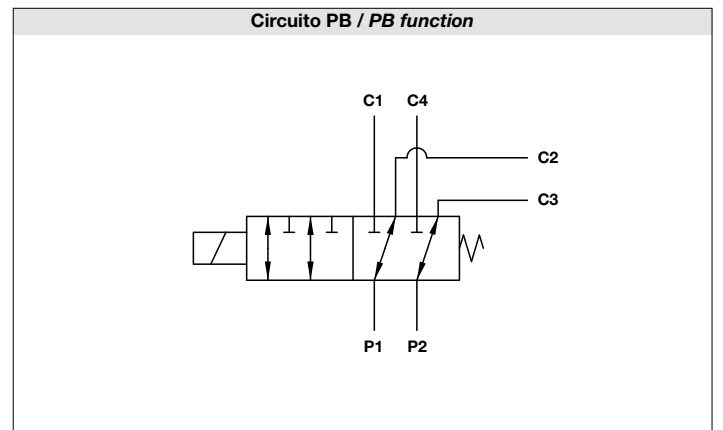 Circuito PB / PB function
C1 C4
C2
C3
P1 P2